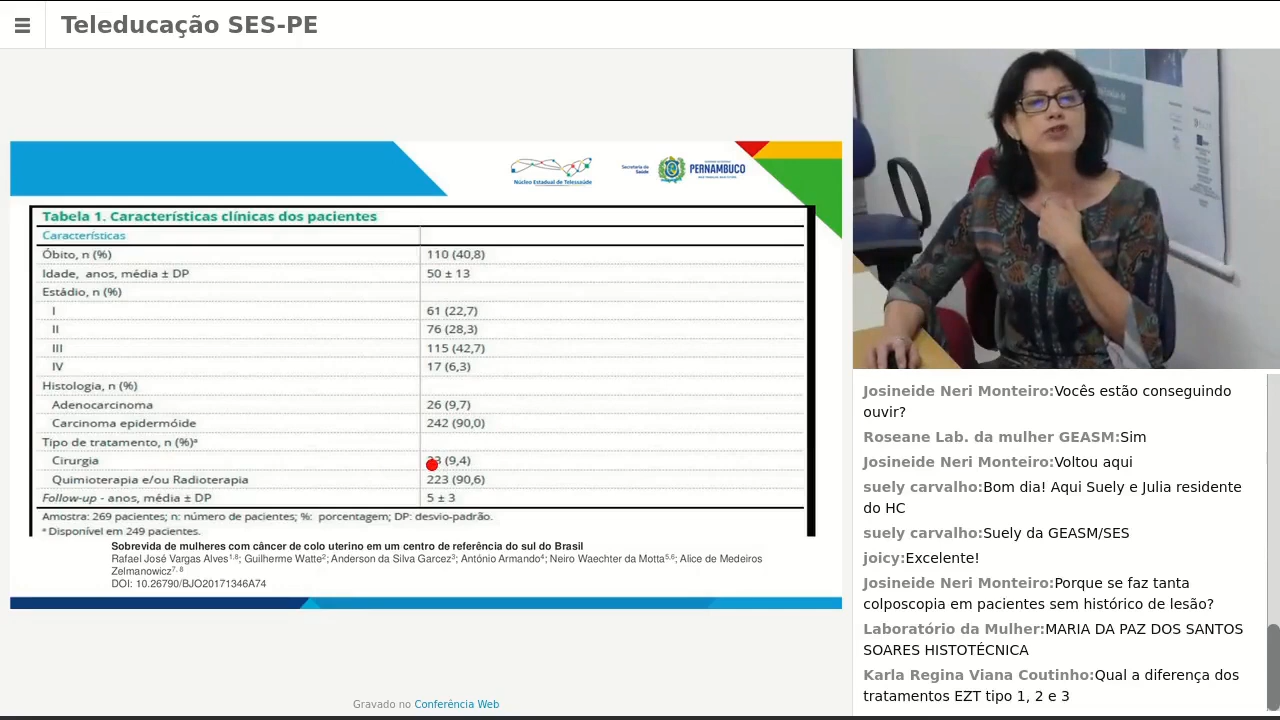 Teleducação SES-PE
Núcleo Estadual de Telessaúde
Secretaria de
Saúde
PERNAMBUCO
Tabela 1. Características clínicas dos pacientes
Características
Óbito, n (%) 110 (40,8)
Idade, anos, média ± DP 50 ± 13
Estádio, n (%)
I 61 (22,7)
II 76 (28,3)
III 115 (42,7)
IV 17 (6,3)
Histologia, n (%)
Adenocarcinoma 26 (9,7)
Carcinoma epidermóide 242 (90,0)
Tipo de tratamento, n (%)ª
Cirurgia (9,4)
Quimioterapia e/ou Radioterapia 223 (90,6)
Follow-up - anos, média ± DP 5 ± 3
Amostra: 269 pacientes; n: número de pacientes; %: porcentagem; DP: desvio-padrão.
ª Disponível em 249 pacientes.
Sobrevida de mulheres com câncer de colo uterino em um centro de referência do sul do Brasil
Rafael José Vargas Alves¹,⁸; Guilherme Watte²; Anderson da Silva Garcez³; António Armando⁴; Neiro Waechter da Motta⁵,⁶; Alice de Medeiros
Zelmanowicz⁷, ⁸
DOI: 10.26790/BJO20171346A74
Gravado no Conferência Web
Josineide Neri Monteiro:Vocês estão conseguindo
ouvir?
Roseane Lab. da mulher GEASM:Sim
Josineide Neri Monteiro:Voltou aqui
suely carvalho:Bom dia! Aqui Suely e Julia residente
do HC
suely carvalho:Suely da GEASM/SES
joicy:Excelente!
Josineide Neri Monteiro:Porque se faz tanta
colposcopia em pacientes sem histórico de lesão?
Laboratório da Mulher:MARIA DA PAZ DOS SANTOS
SOARES HISTOTÉCNICA
Karla Regina Viana Coutinho:Qual a diferença dos
tratamentos EZT tipo 1, 2 e 3